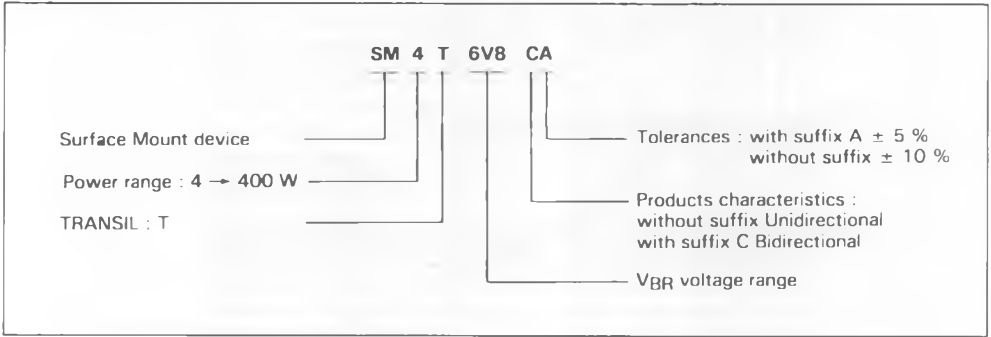 SM 4 T 6V8 CA
Surface Mount device
Power range : 4 → 400 W
TRANSIL : T
Tolerances : with suffix A ± 5 %
without suffix ± 10 %
Products characteristics :
without suffix Unidirectional
with suffix C Bidirectional
VBR voltage range